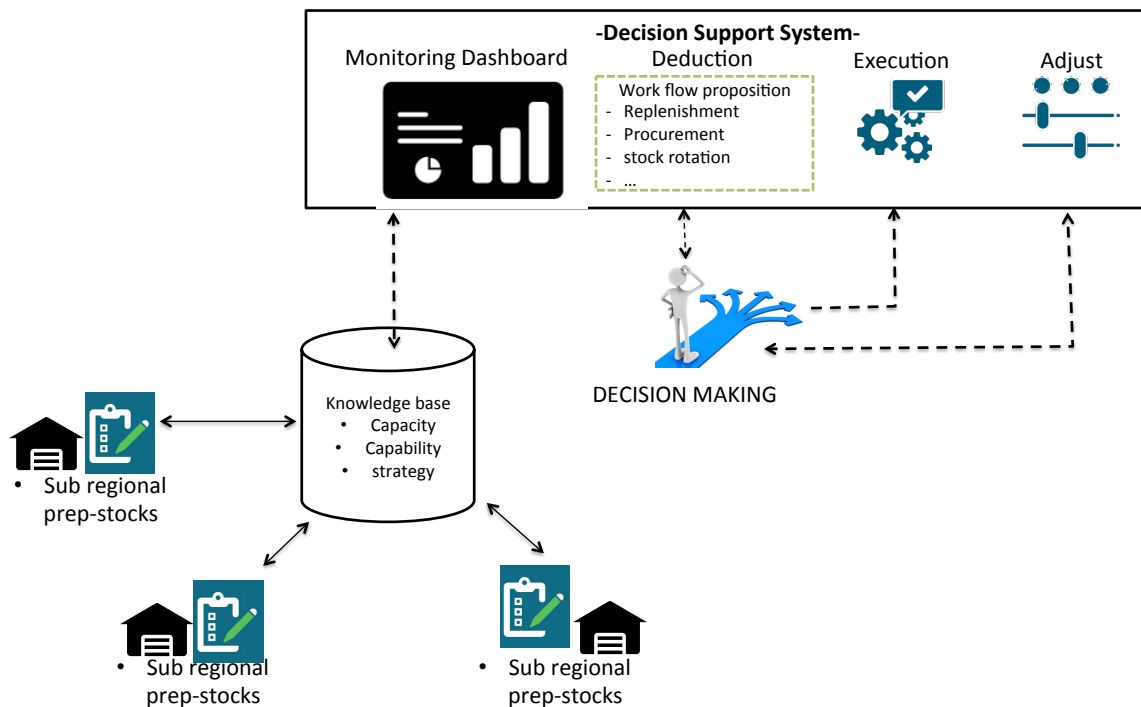 -Decision Support System-
Monitoring Dashboard
Deduction
Execution
Adjust
Work flow proposition
- Replenishment
- Procurement
- stock rotation
- ...
DECISION MAKING
Knowledge base
• Capacity
• Capability
• strategy
• Sub regional
prep-stocks
• Sub regional
prep-stocks
• Sub regional
prep-stocks